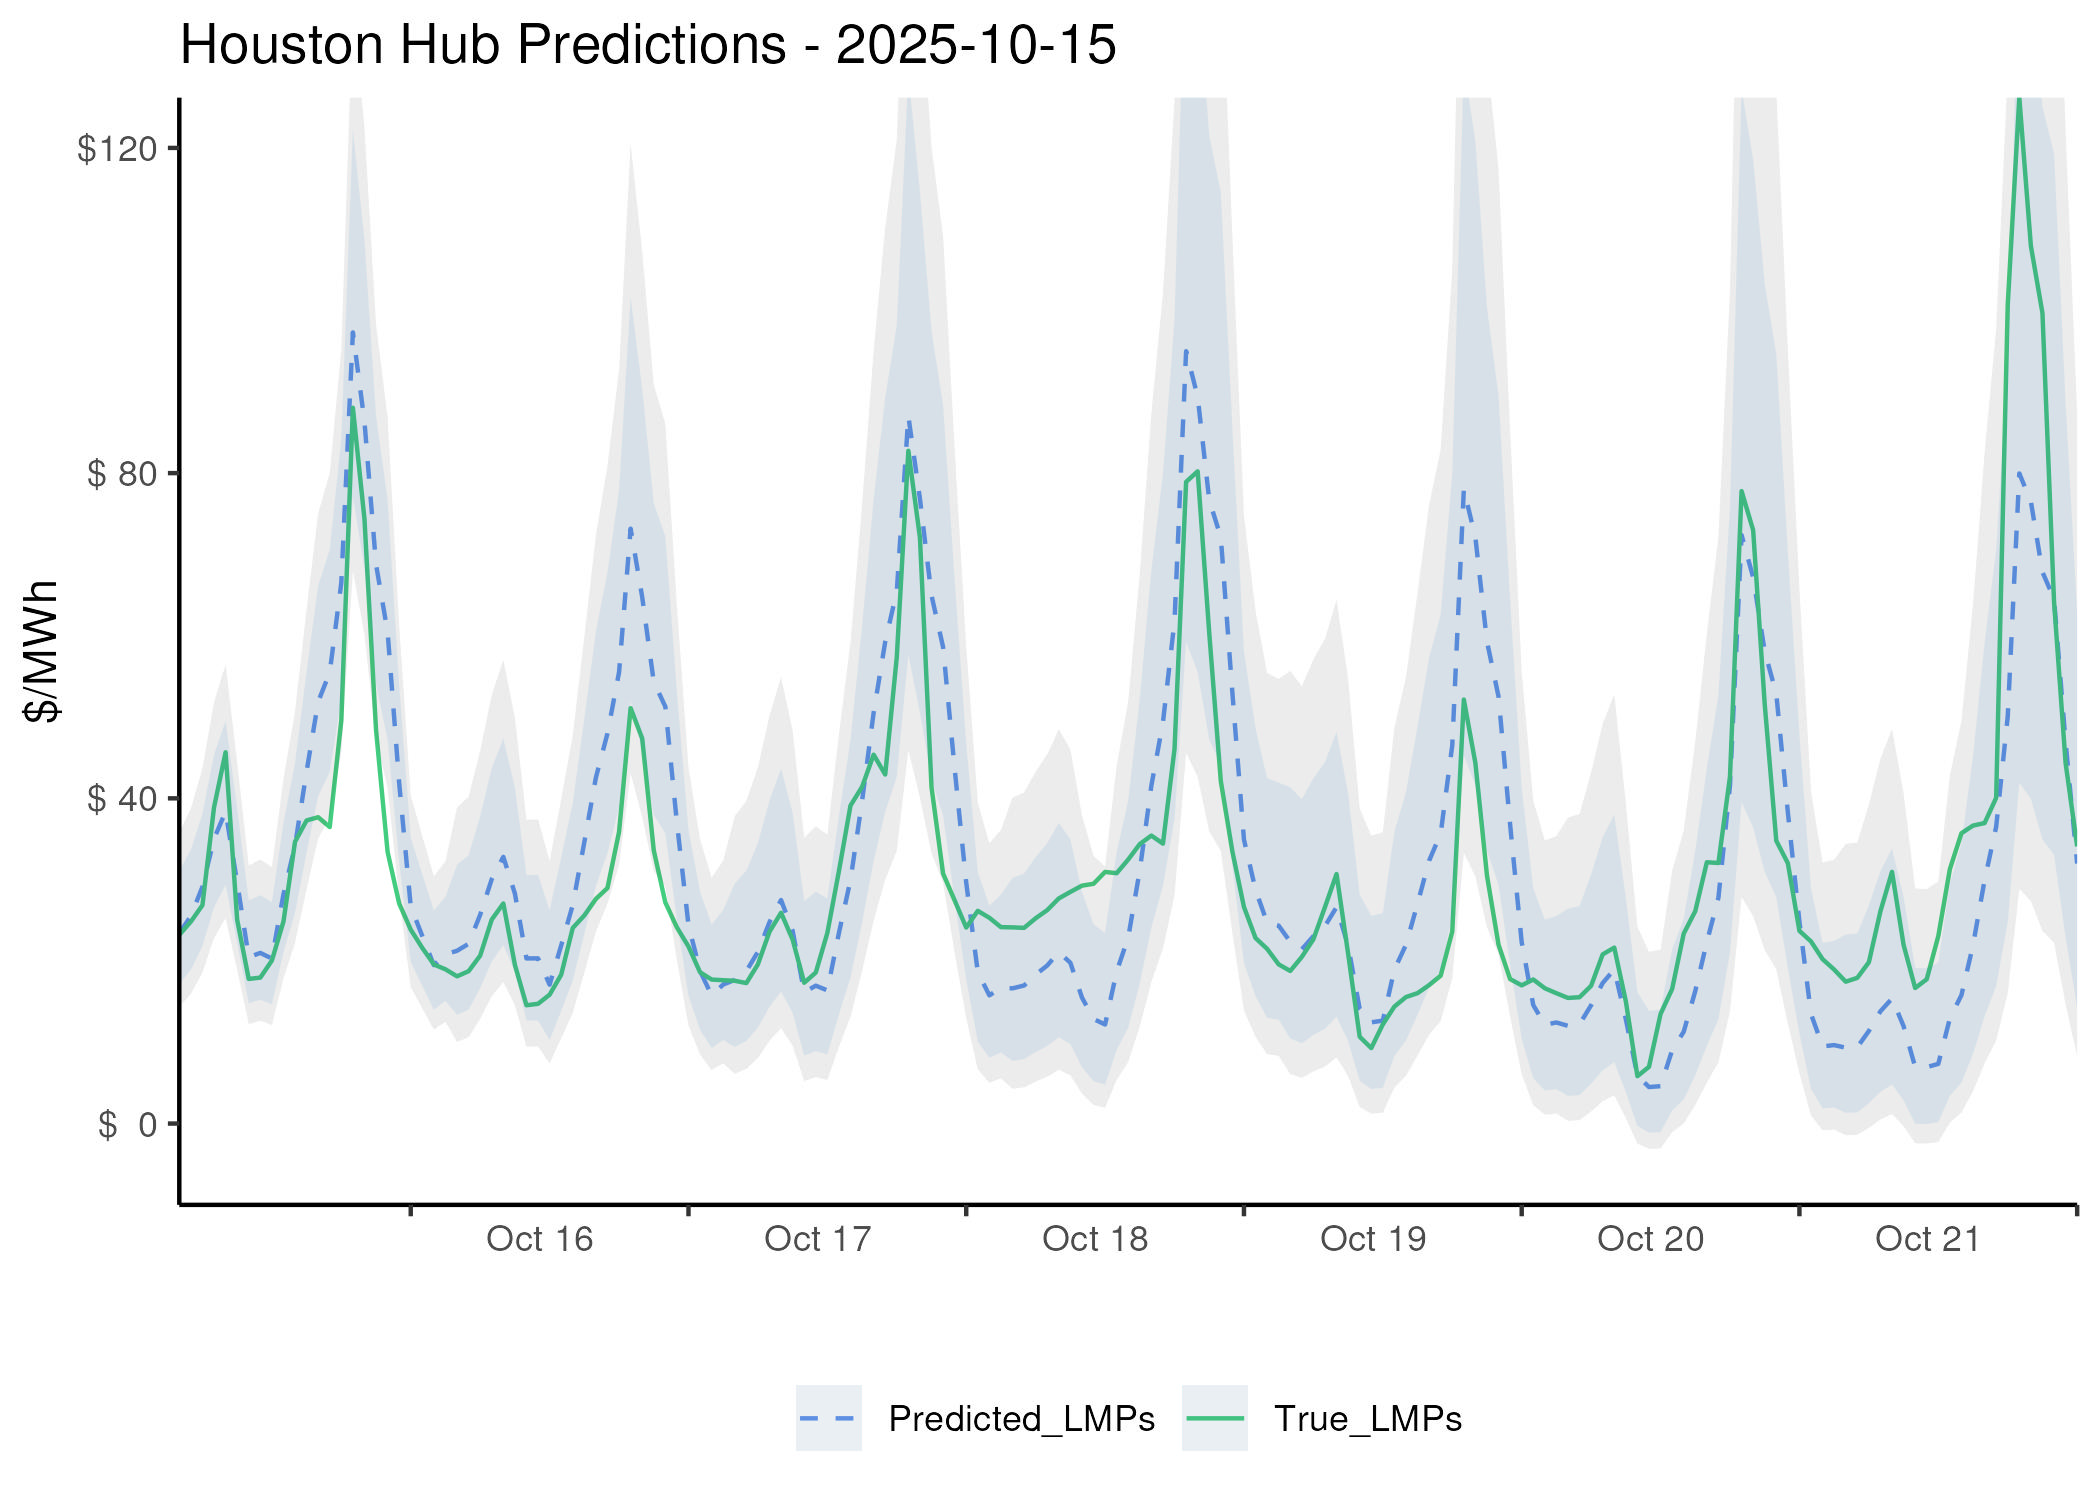 Houston Hub Predictions - 2025-10-15
$120
$ 80
$ 40
$ 0
$/MWh
Oct 16 Oct 17 Oct 18 Oct 19 Oct 20 Oct 21
Predicted_LMPs True_LMPs